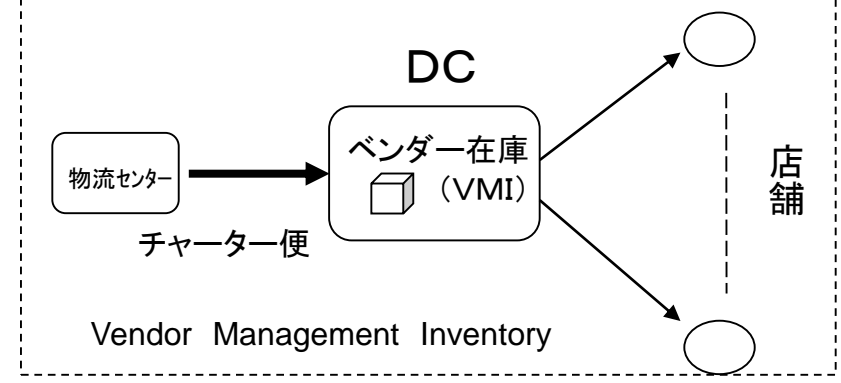 DC
ベンダー在庫
(VMI)
物流センター
チャーター便
店舗
Vendor Management Inventory